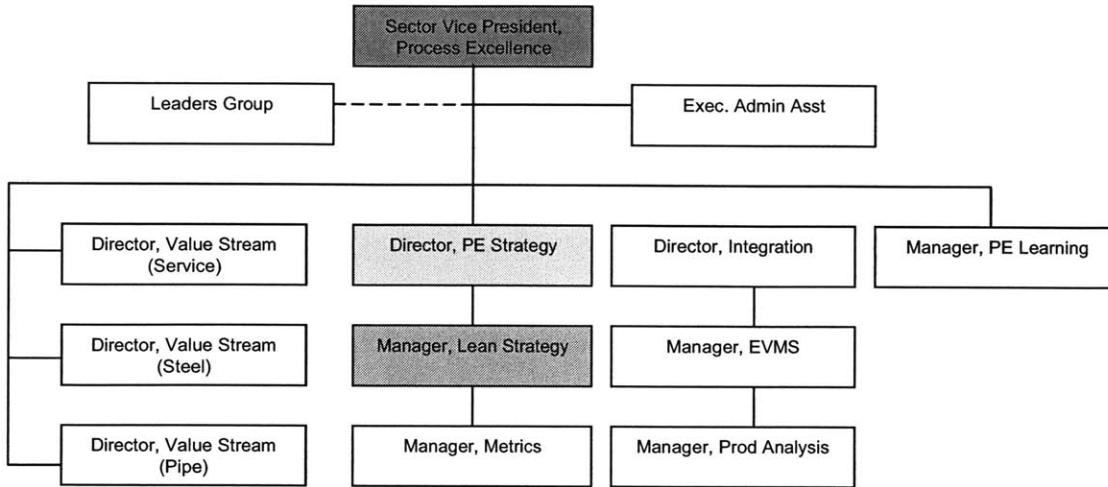 Sector Vice President,
Process Excellence
Leaders Group
Exec. Admin Asst
Director, Value Stream
(Service)
Director, PE Strategy
Director, Integration
Manager, PE Learning
Director, Value Stream
(Steel)
Manager, Lean Strategy
Manager, EVMS
Director, Value Stream
(Pipe)
Manager, Metrics
Manager, Prod Analysis